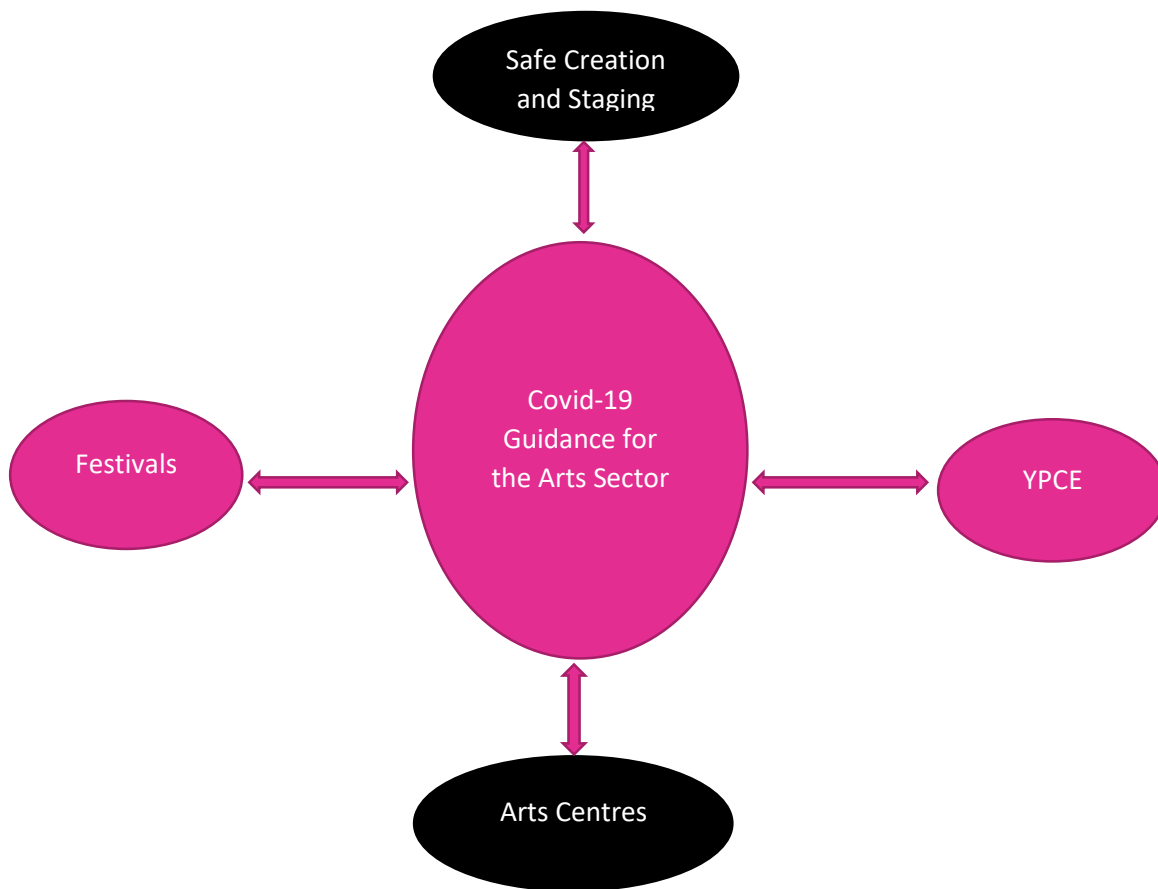 Safe Creation
and Staging
Covid-19
Guidance for
the Arts Sector
Festivals
YPCE
Arts Centres